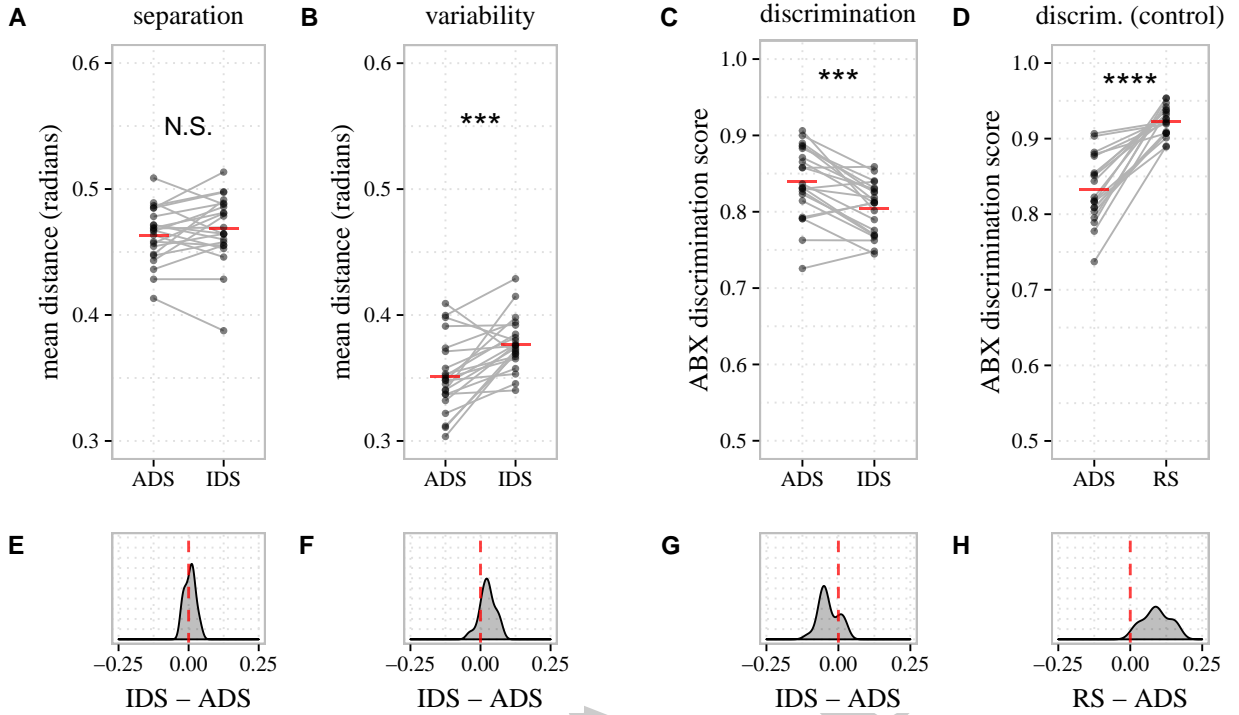 A
separation
0.6
0.5
0.4
0.3
mean distance (radians)
N.S.
ADS
IDS
B
variability
0.6
0.5
0.4
0.3
mean distance (radians)
***
ADS
IDS
C
discrimination
1.0
0.9
0.8
0.7
0.6
0.5
ABX discrimination score
***
ADS
IDS
D
discrim. (control)
1.0
0.9
0.8
0.7
0.6
0.5
ABX discrimination score
****
ADS
RS
E
−0.25
0.00
0.25
IDS − ADS
F
−0.25
0.00
0.25
IDS − ADS
G
−0.25
0.00
0.25
IDS − ADS
H
−0.25
0.00
0.25
RS − ADS